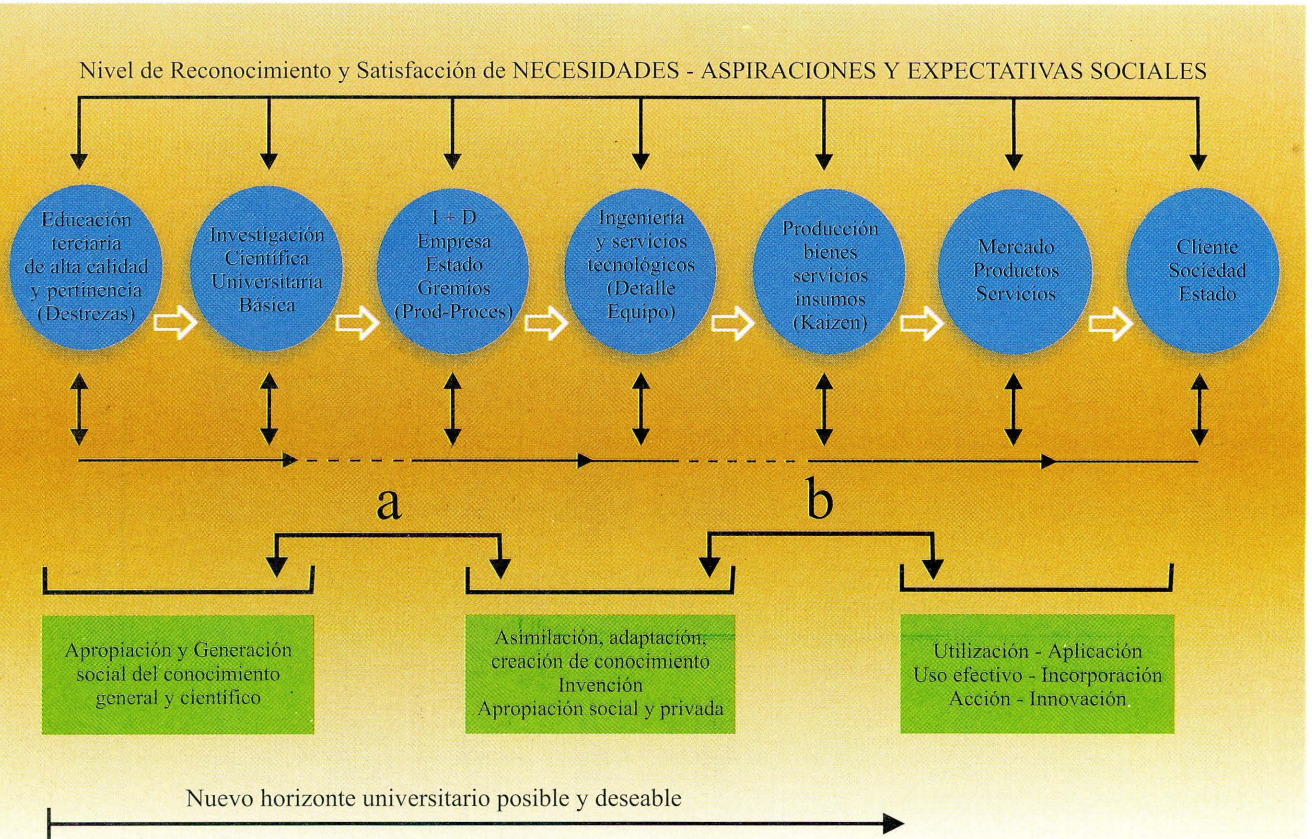 Nivel de Reconocimiento y Satisfacción de NECESIDADES - ASPIRACIONES Y EXPECTATIVAS SOCIALES
Educación
terciaria
de alta calidad
y pertinencia
(Destrezas)
Investigación
Científica
Universitaria
Básica
I + D
Empresa
Estado
Gremios
(Prod-Proces)
Ingeniería
y servicios
tecnológicos
(Detalle
Equipo)
Producción
bienes
servicios
insumos
(Kaizen)
Mercado
Productos
Servicios
Cliente
Sociedad
Estado
a
b
Apropiación y Generación
social del conocimiento
general y científico
Asimilación, adaptación,
creación de conocimiento
Invención
Apropiación social y privada
Utilización - Aplicación
Uso efectivo - Incorporación
Acción - Innovación
Nuevo horizonte universitario posible y deseable